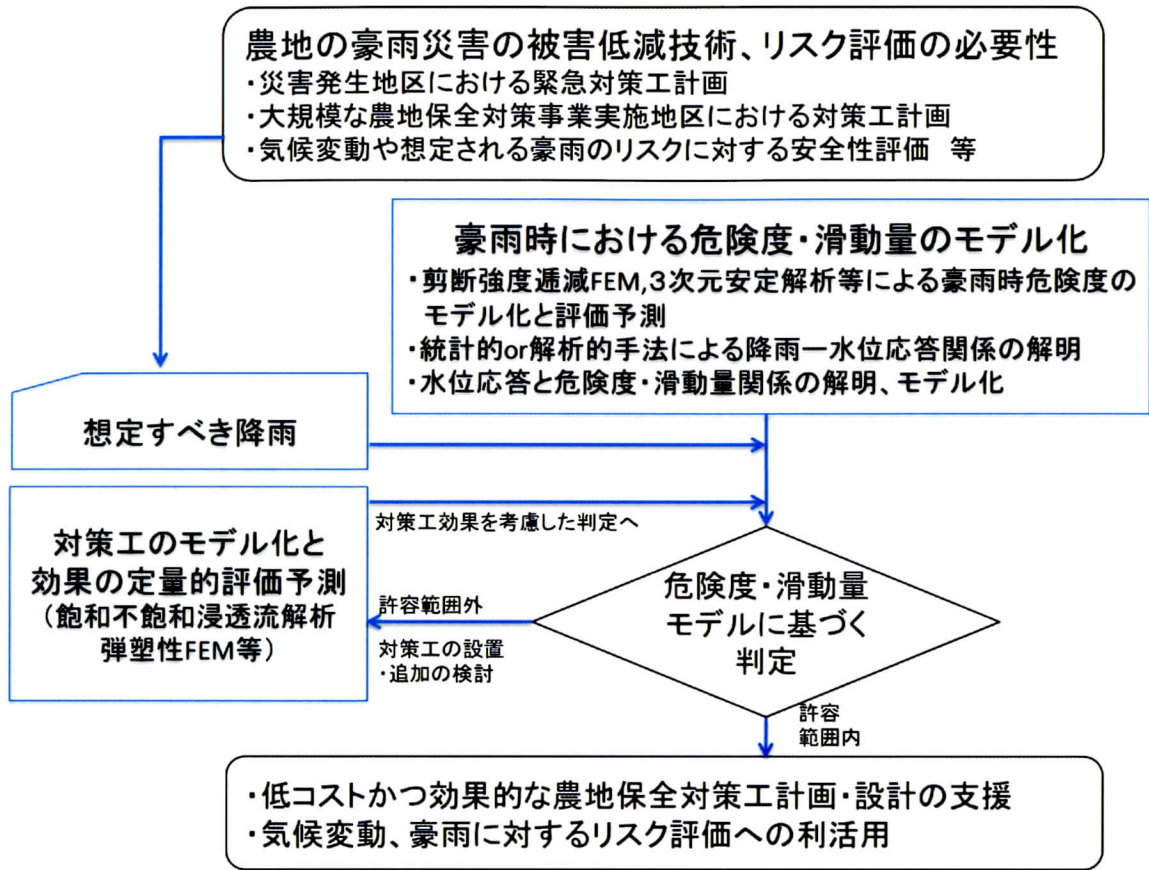 農地の豪雨災害の被害低減技術、リスク評価の必要性
・災害発生地区における緊急対策工計画
・大規模な農地保全対策事業実施地区における対策工計画
・気候変動や想定される豪雨のリスクに対する安全性評価 等
豪雨時における危険度・滑動量のモデル化
・剪断強度逓減FEM,3次元安定解析等による豪雨時危険度の
モデル化と評価予測
・統計的or解析的手法による降雨ー水位応答関係の解明
・水位応答と危険度・滑動量関係の解明、モデル化
想定すべき降雨
対策工のモデル化と
効果の定量的評価予測
(飽和不飽和浸透流解析
弾塑性FEM等)
対策工効果を考慮した判定へ
許容範囲外
対策工の設置
・追加の検討
危険度・滑動量
モデルに基づく
判定
許容
範囲内
・低コストかつ効果的な農地保全対策工計画・設計の支援
・気候変動、豪雨に対するリスク評価への利活用